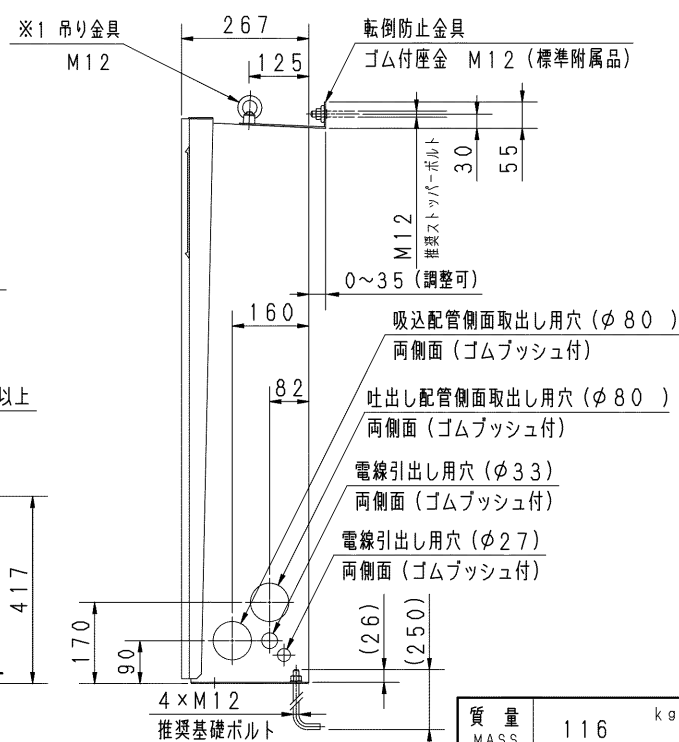 ※1 吊り金具
M12
267
125
転倒防止金具
ゴム付座金 M12(標準附属品)
30
55
M12
推奨ストッパーボルト
0~35(調整可)
160
吸込配管側面取出し用穴(φ80 )
両側面(ゴムブッシュ付)
82
以上
吐出し配管側面取出し用穴(φ80 )
両側面(ゴムブッシュ付)
電線引出し用穴(φ33)
両側面(ゴムブッシュ付)
電線引出し用穴(φ27)
両側面(ゴムブッシュ付)
417
170
90
(26)
(250)
4×M12
推奨基礎ボルト
質量 116 kg
MASS